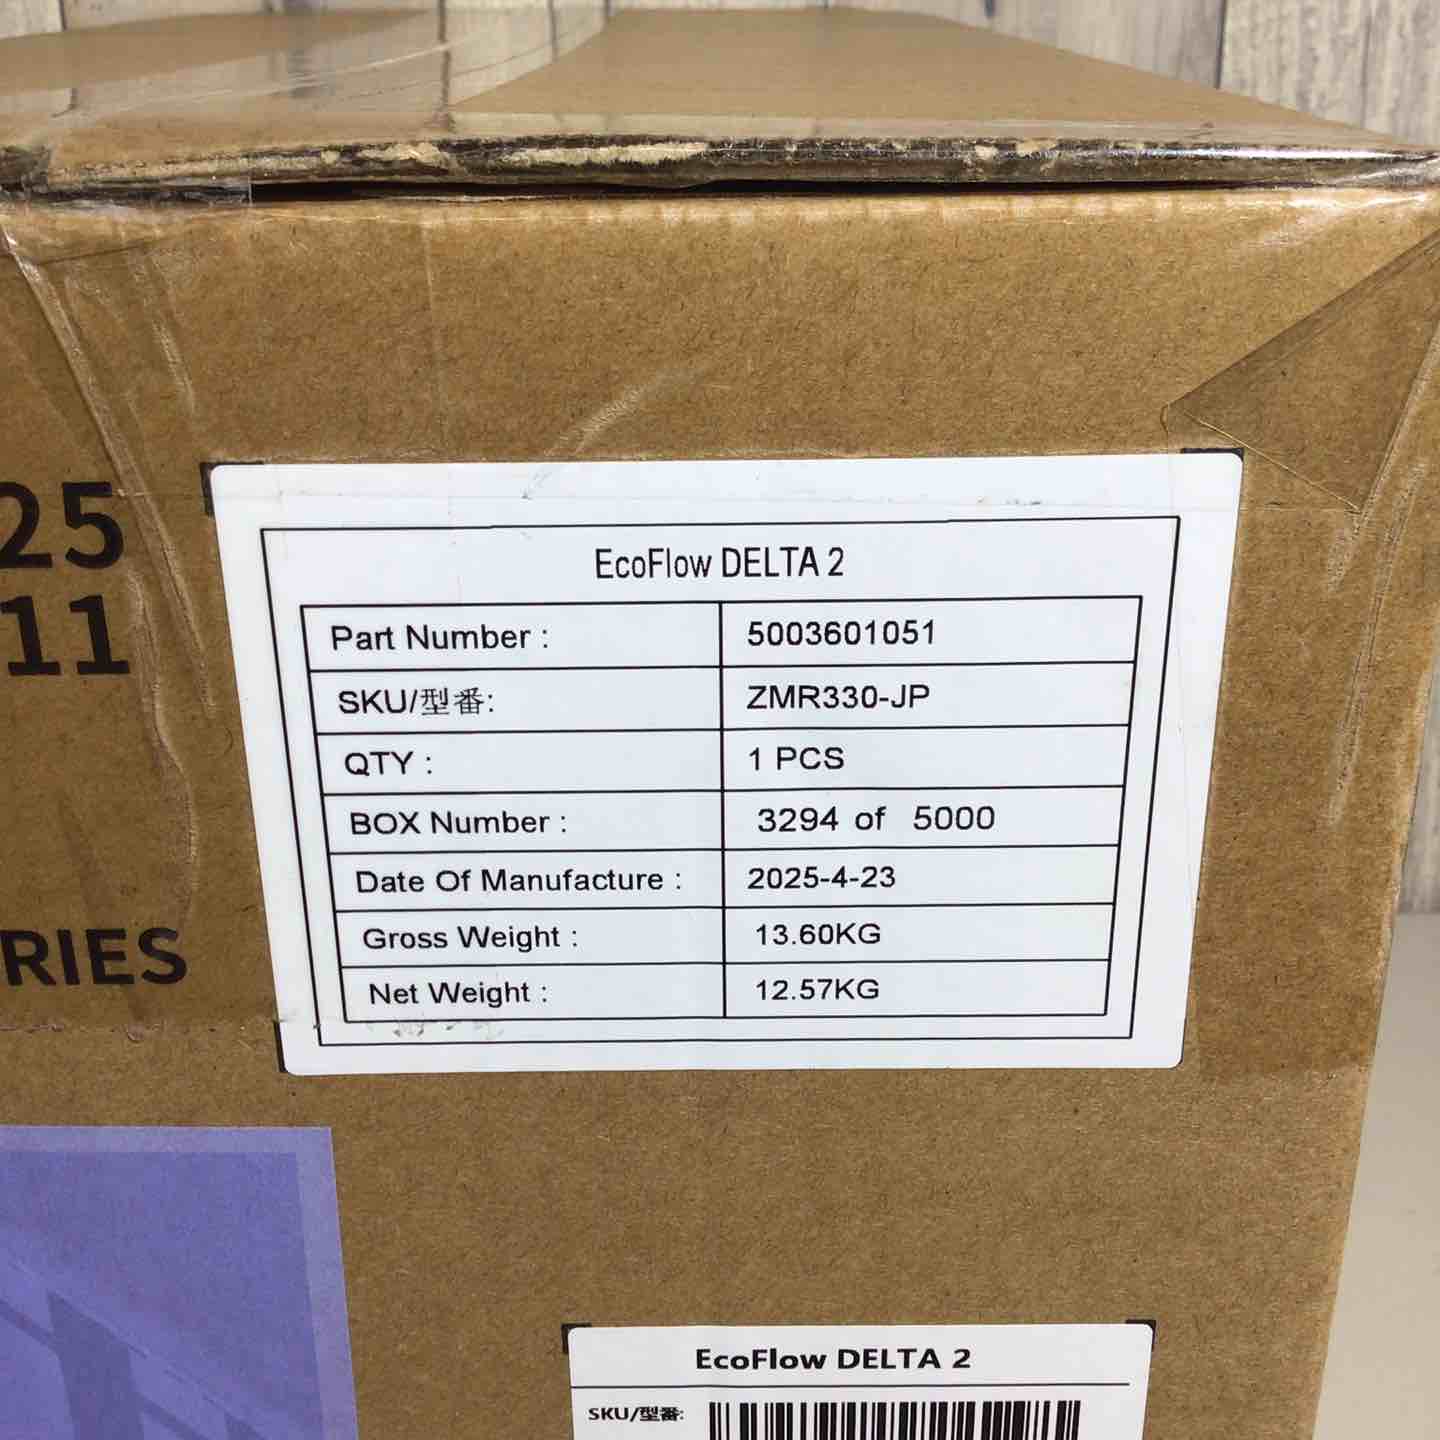 25
11
RIES
EcoFlow DELTA 2
Part Number : 5003601051
SKU/型番: ZMR330-JP
QTY : 1 PCS
BOX Number : 3294 of 5000
Date Of Manufacture : 2025-4-23
Gross Weight : 13.60KG
Net Weight : 12.57KG
EcoFlow DELTA 2
SKU/型番: